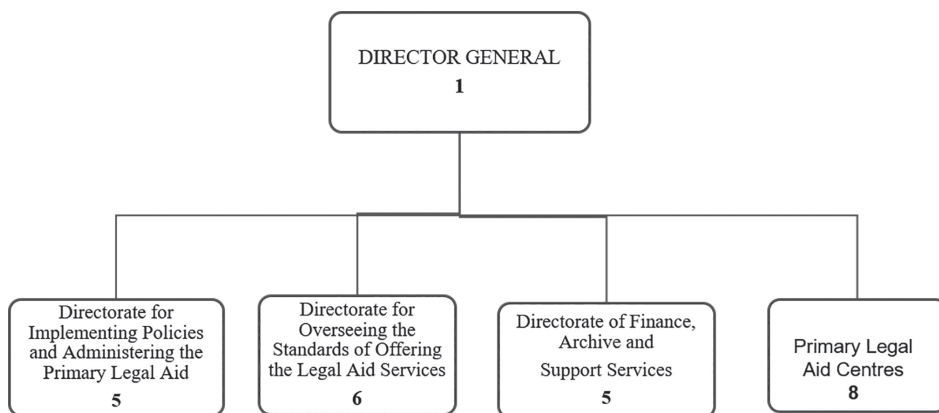 DIRECTOR GENERAL
1
Directorate for
Implementing Policies
and Administering the
Primary Legal Aid
5
Directorate for
Overseeing the
Standards of Offering
the Legal Aid Services
6
Directorate of Finance,
Archive and
Support Services
5
Primary Legal
Aid Centres
8